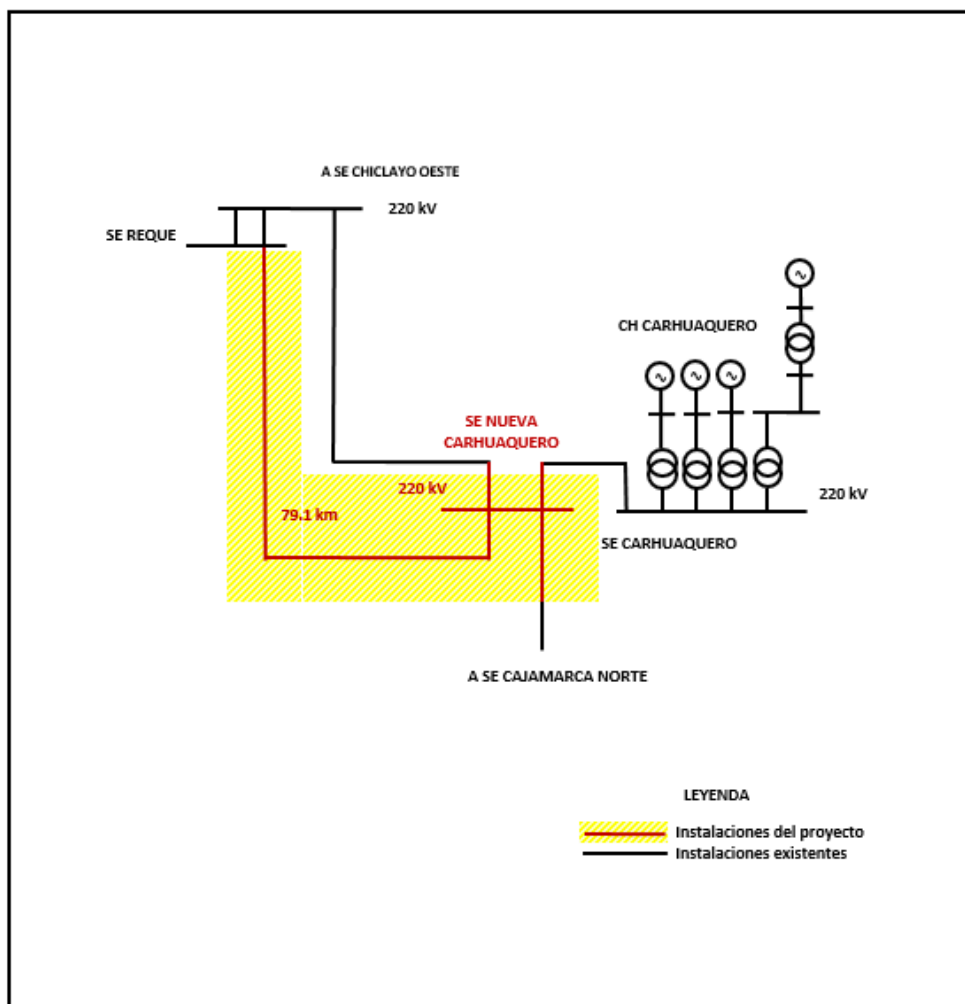 A SE CHICLAYO OESTE
220 kV
SE REQUE
CH CARHUAQUERO
SE NUEVA
CARHUAQUERO
220 kV
220 kV
79.1 km
SE CARHUAQUERO
A SE CAJAMARCA NORTE
LEYENDA
Instalaciones del proyecto
Instalaciones existentes